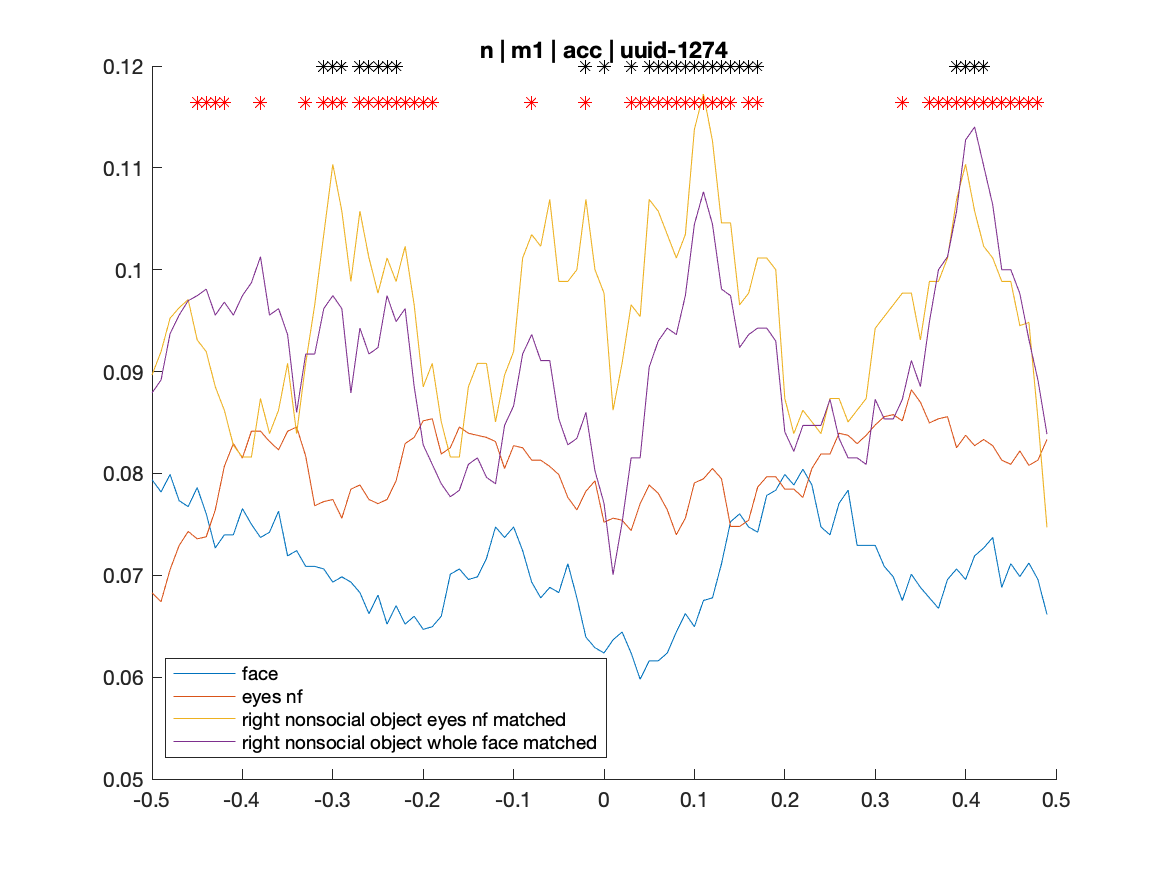 n | m1 | acc | uuid-1274
0.12
0.11
0.1
0.09
0.08
0.07
0.06
0.05
face
eyes nf
right nonsocial object eyes nf matched
right nonsocial object whole face matched
-0.5 -0.4 -0.3 -0.2 -0.1 0 0.1 0.2 0.3 0.4 0.5